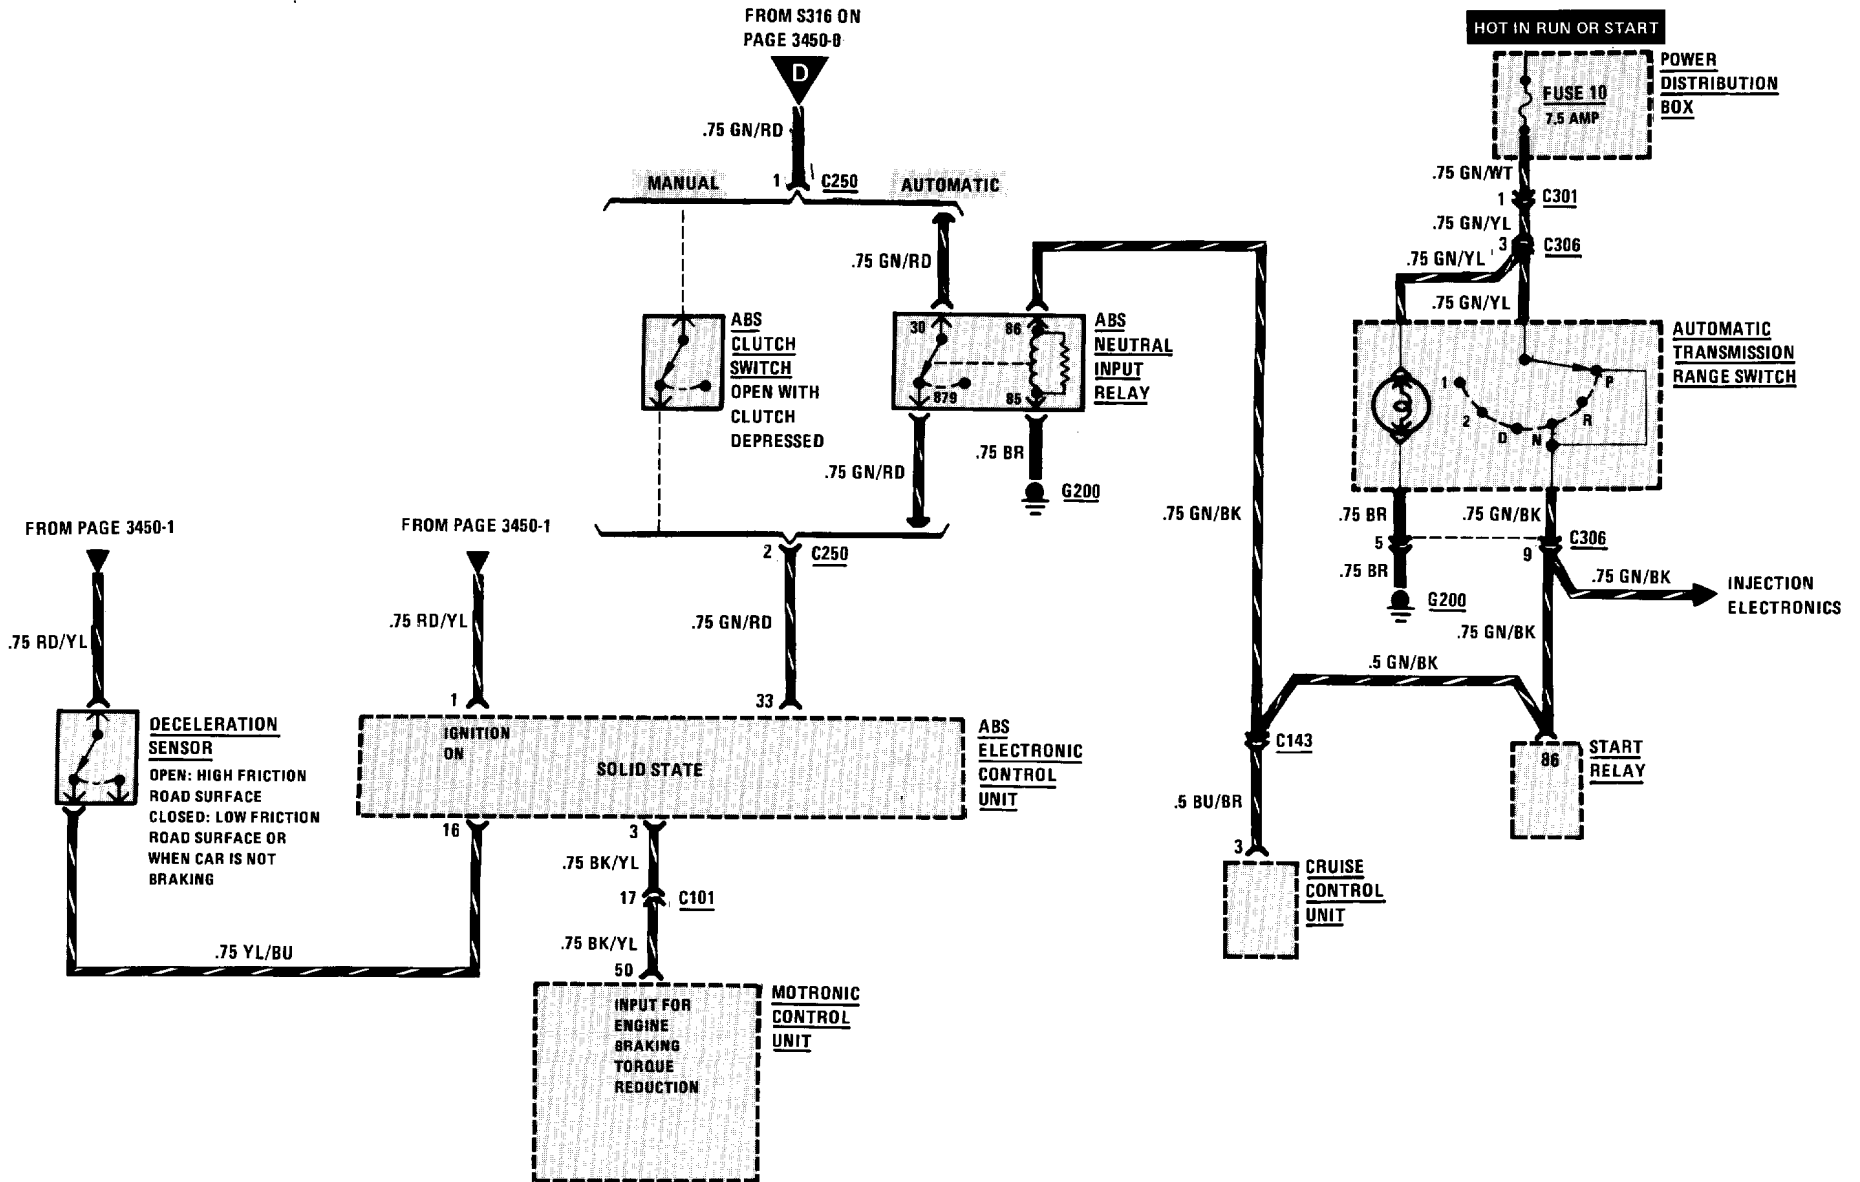 FROM S316 ON
PAGE 3450-0
D
.75 GN/RD
1
C250
MANUAL
AUTOMATIC
.75 GN/RD
ABS
CLUTCH
SWITCH
OPEN WITH
CLUTCH
DEPRESSED
30
86
879
85
ABS
NEUTRAL
INPUT
RELAY
.75 GN/RD
.75 BR
G200
2
C250
.75 GN/RD
HOT IN RUN OR START
FUSE 10
7.5 AMP
POWER
DISTRIBUTION
BOX
.75 GN/WT
1
C301
.75 GN/YL
3
C306
.75 GN/YL
.75 GN/YL
AUTOMATIC
TRANSMISSION
RANGE SWITCH
1
2
D
N
R
P
.75 BR
.75 GN/BK
5
9
C306
.75 BR
G200
.75 GN/BK
INJECTION
ELECTRONICS
.75 GN/BK
.75 GN/BK
.5 GN/BK
C143
.5 BU/BR
3
CRUISE
CONTROL
UNIT
86
START
RELAY
FROM PAGE 3450-1
.75 RD/YL
DECELERATION
SENSOR
OPEN: HIGH FRICTION
ROAD SURFACE
CLOSED: LOW FRICTION
ROAD SURFACE OR
WHEN CAR IS NOT
BRAKING
.75 YL/BU
FROM PAGE 3450-1
.75 RD/YL
1
33
IGNITION
ON
SOLID STATE
ABS
ELECTRONIC
CONTROL
UNIT
16
3
.75 BK/YL
17
C101
.75 BK/YL
50
INPUT FOR
ENGINE
BRAKING
TORQUE
REDUCTION
MOTRONIC
CONTROL
UNIT